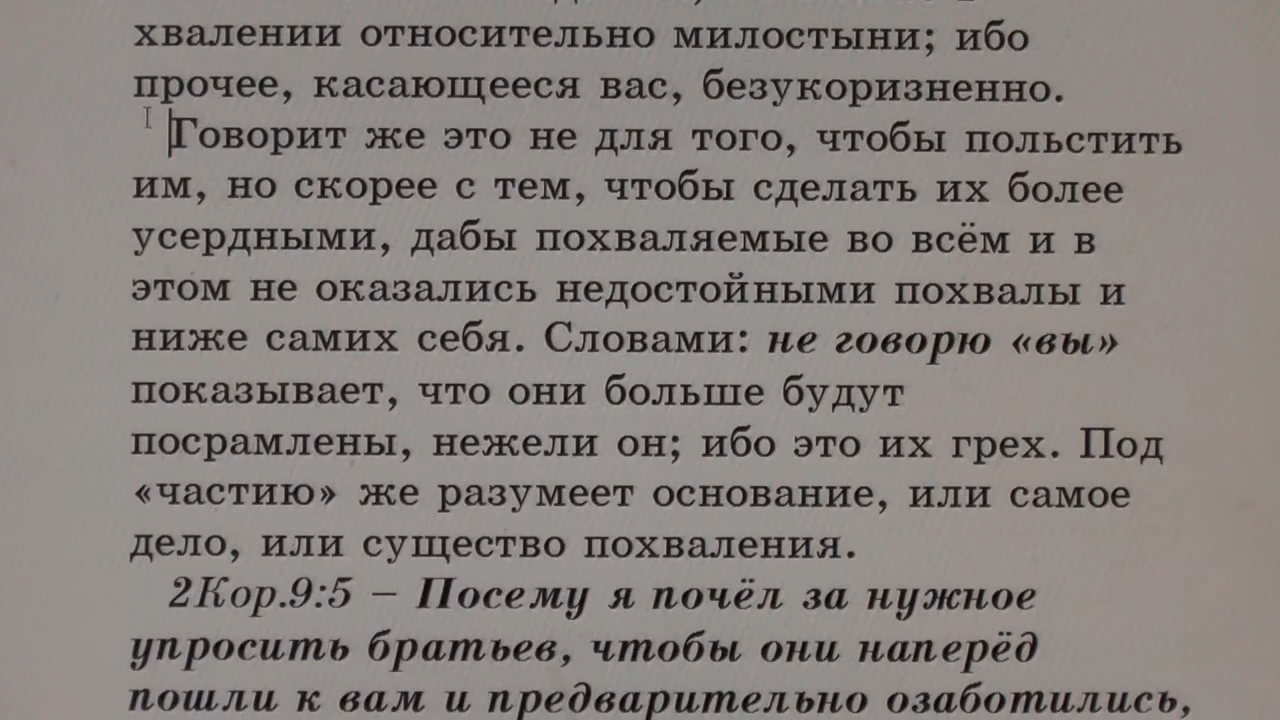 хвалении относительно милостыни; ибо
прочее, касающееся вас, безукоризненно.
Говорит же это не для того, чтобы польстить
им, но скорее с тем, чтобы сделать их более
усердными, дабы похваляемые во всём и в
этом не оказались недостойными похвалы и
ниже самих себя. Словами: не говорю «вы»
показывает, что они больше будут
посрамлены, нежели он; ибо это их грех. Под
«частию» же разумеет основание, или самое
дело, или существо похваления.
2Кор.9:5 – Посему я почёл за нужное
упросить братьев, чтобы они наперёд
пошли к вам и предварительно озаботились,